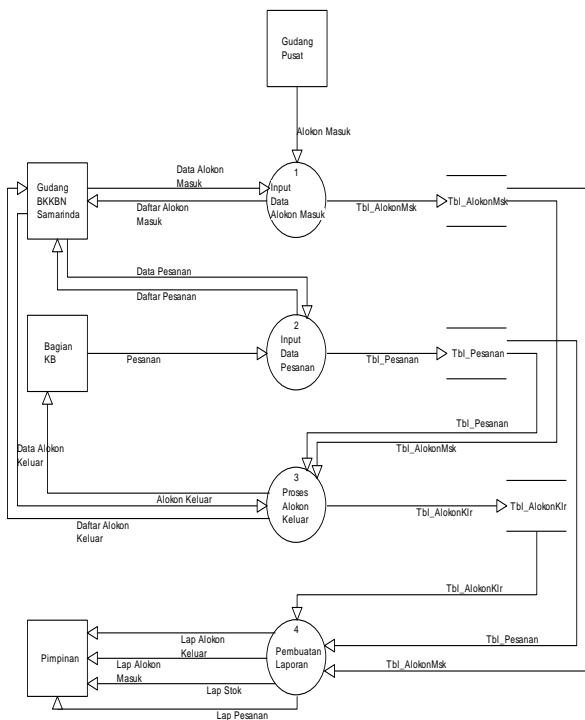 Gudang
Pusat
Alokon Masuk
Gudang
BKKBN
Samarinda
Data Alokon
Masuk
Daftar Alokon
Masuk
1
Input
Data
Alokon Masuk
Tbl_AlokonMsk
Tbl_AlokonMsk
Data Pesanan
Daftar Pesanan
Bagian
KB
Pesanan
2
Input
Data
Pesanan
Tbl_Pesanan
Tbl_Pesanan
Tbl_Pesanan
Tbl_AlokonMsk
Data Alokon
Keluar
Alokon Keluar
Daftar Alokon
Keluar
3
Proses
Alokon
Keluar
Tbl_AlokonKlr
Tbl_AlokonKlr
Tbl_AlokonKlr
Tbl_Pesanan
Tbl_AlokonMsk
4
Pembuatan
Laporan
Pimpinan
Lap Alokon
Keluar
Lap Alokon
Masuk
Lap Stok
Lap Pesanan